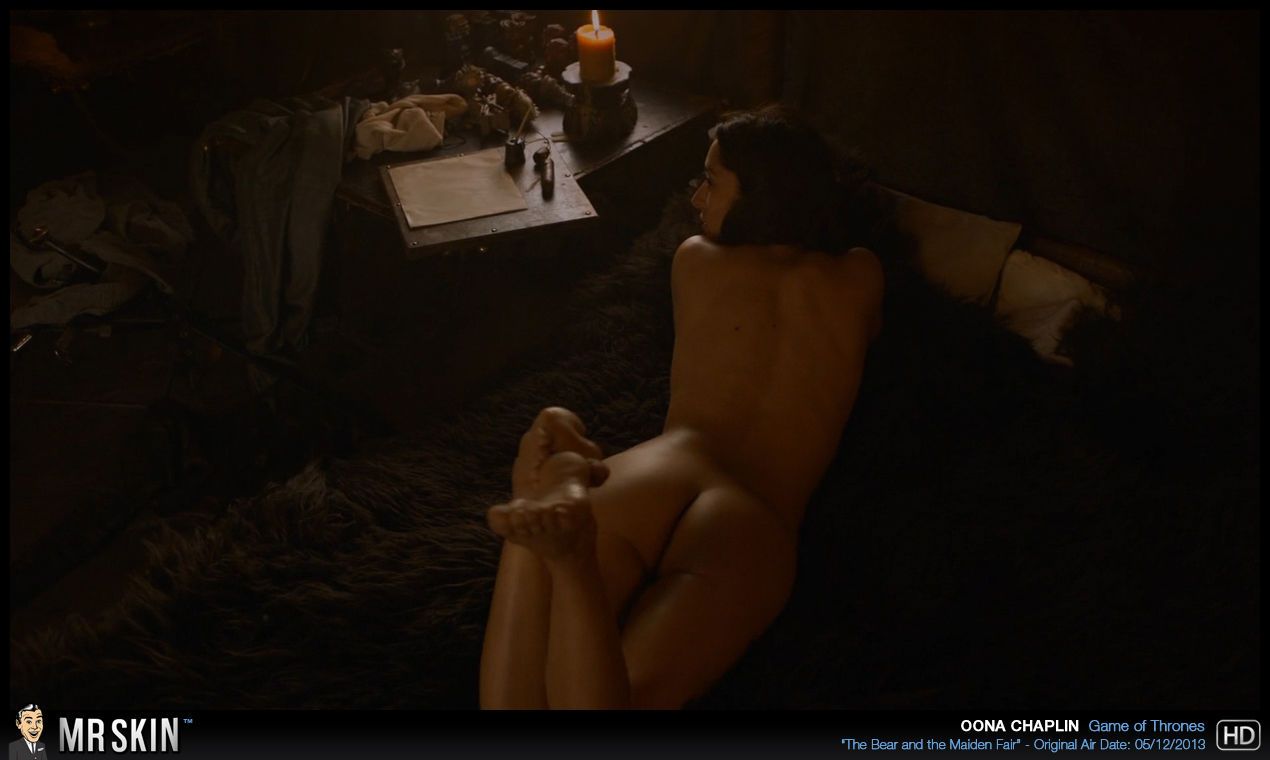 MR SKIN™
OONA CHAPLIN Game of Thrones
"The Bear and the Maiden Fair" - Original Air Date: 05/12/2013
HD